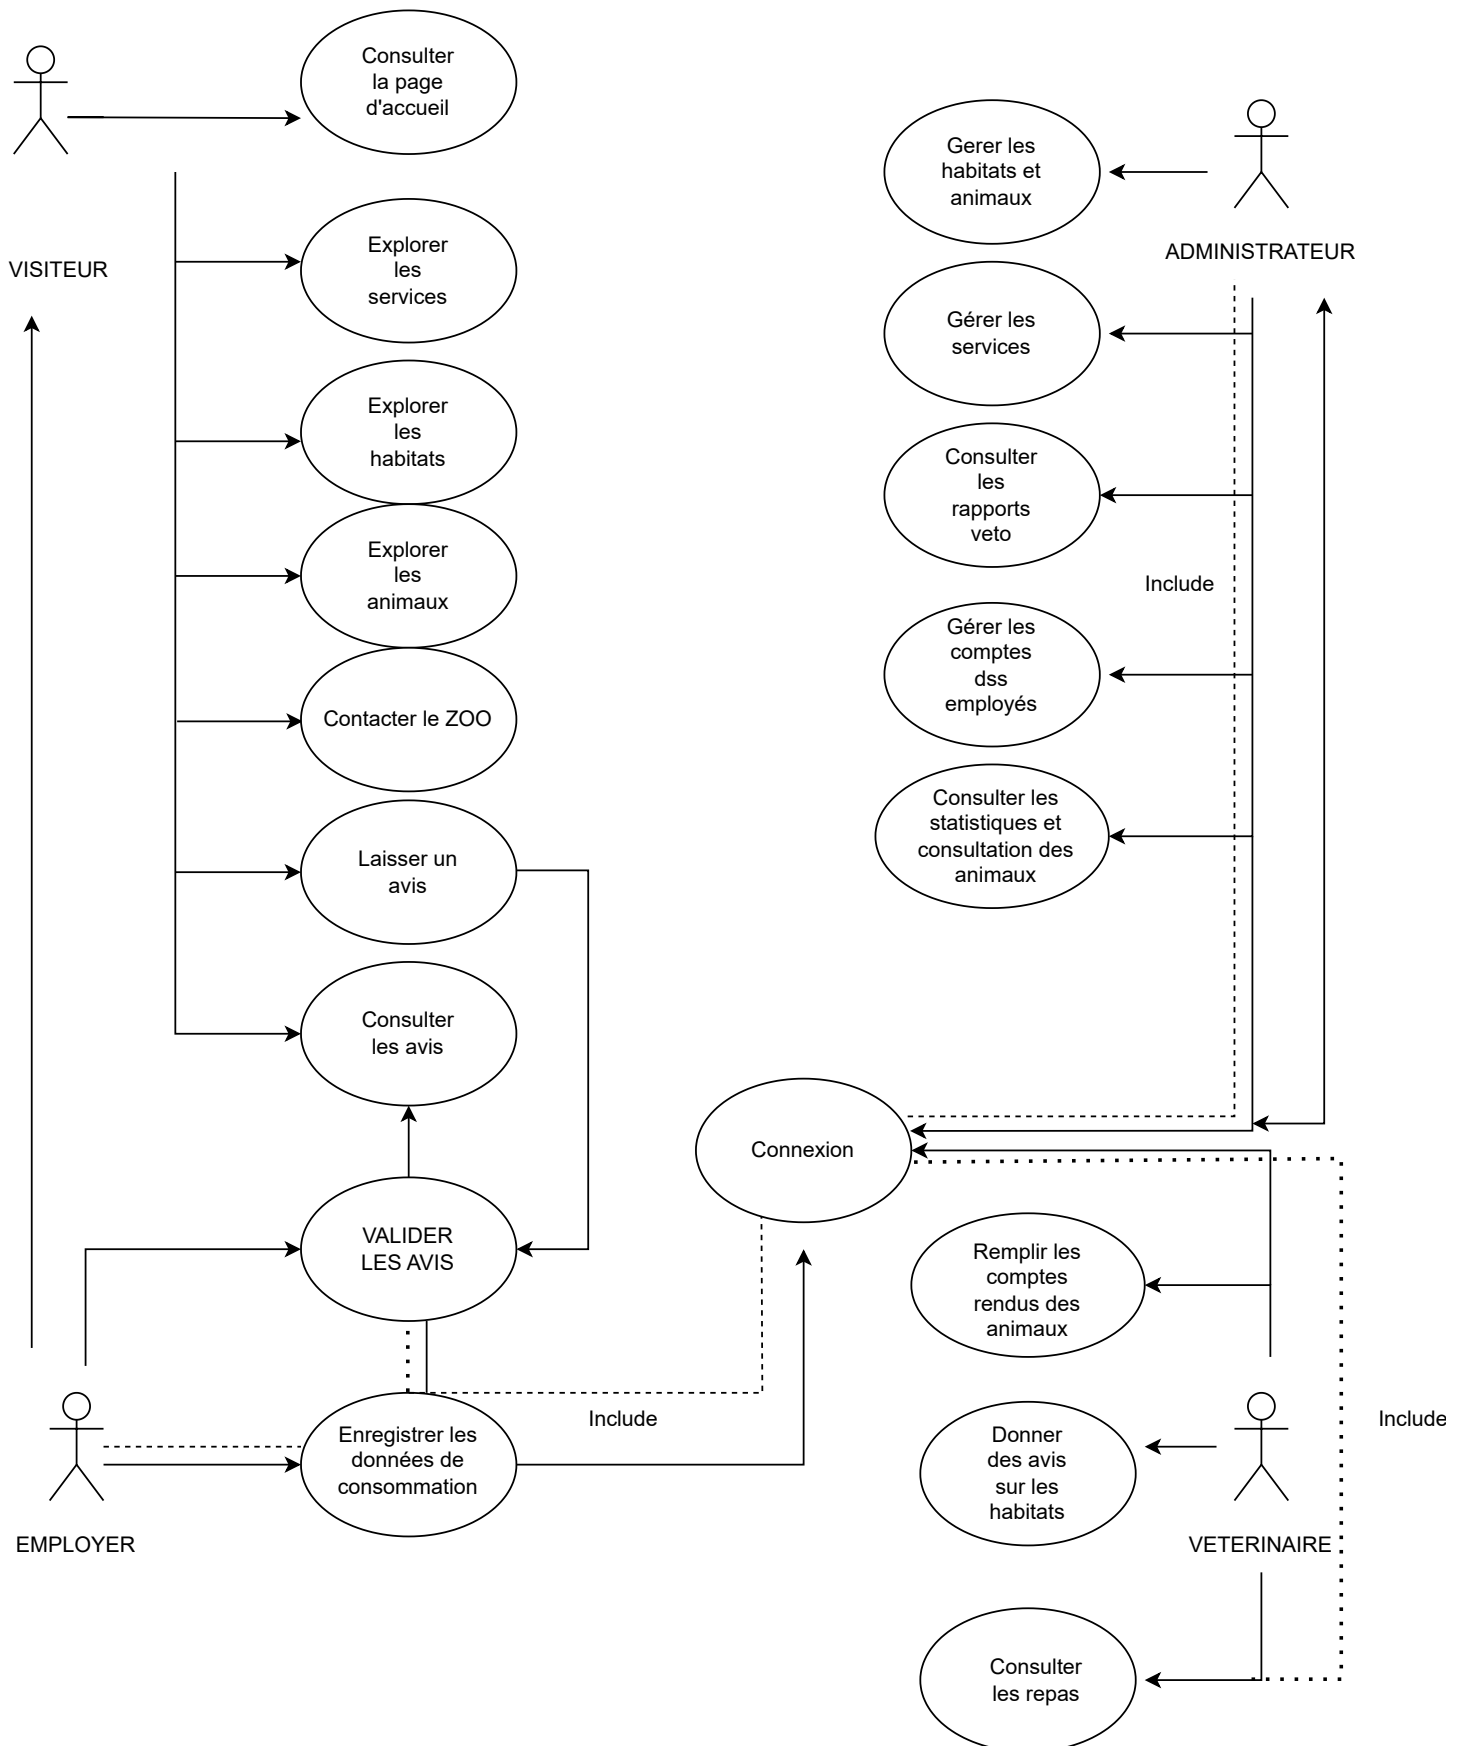 Consulter
la page
d'accueil
VISITEUR
Explorer
les
services
Explorer
les
habitats
Explorer
les
animaux
Contacter le ZOO
Laisser un
avis
Consulter
les avis
VALIDER
LES AVIS
Enregistrer les
données de
consommation
EMPLOYER
Include
Connexion
Gerer les
habitats et
animaux
ADMINISTRATEUR
Gérer les
services
Consulter
les
rapports
veto
Include
Gérer les
comptes
dss
employés
Consulter les
statistiques et
consultation des
animaux
Remplir les
comptes
rendus des
animaux
Donner
des avis
sur les
habitats
VETERINAIRE
Include
Consulter
les repas